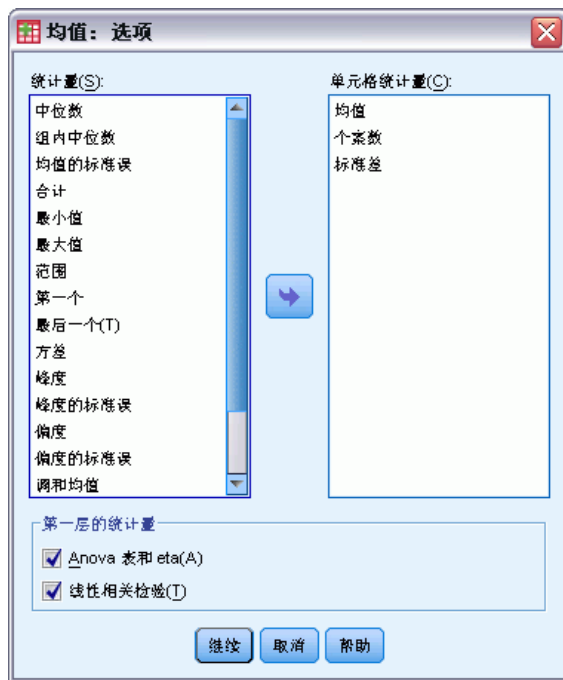 均值：选项
统计量(S):
中位数
组内中位数
均值的标准误
合计
最小值
最大值
范围
第一个
最后一个(T)
方差
峰度
峰度的标准误
偏度
偏度的标准误
调和均值
单元格统计量(C):
均值
个案数
标准差
第一层的统计量
Anova 表和 eta(A)
线性相关检验(T)
继续 取消 帮助